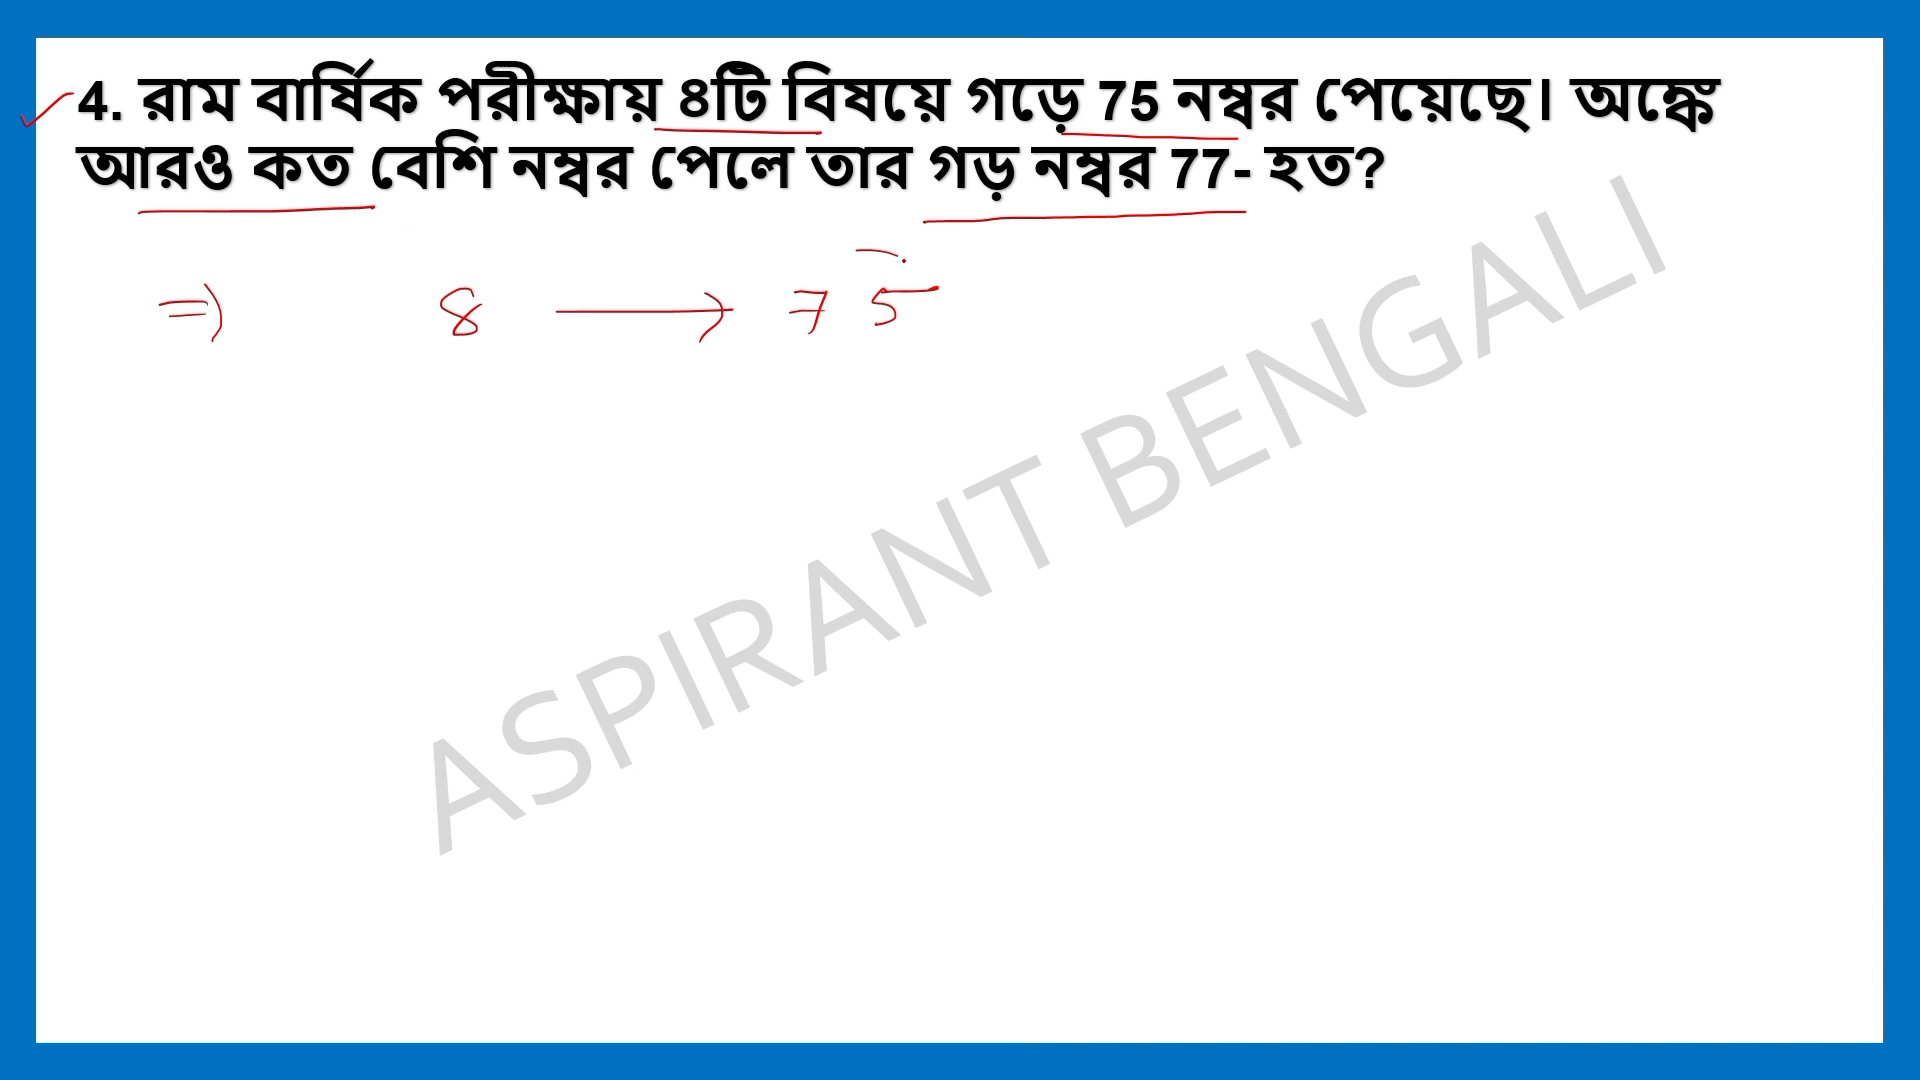 4. রাম বার্ষিক পরীক্ষায় ৪টি বিষয়ে গড়ে 75 নম্বর পেয়েছে। অঙ্কে
আরও কত বেশি নম্বর পেলে তার গড় নম্বর 77- হত?
⇒ 8 → 75
ASPIRANT BENGALI